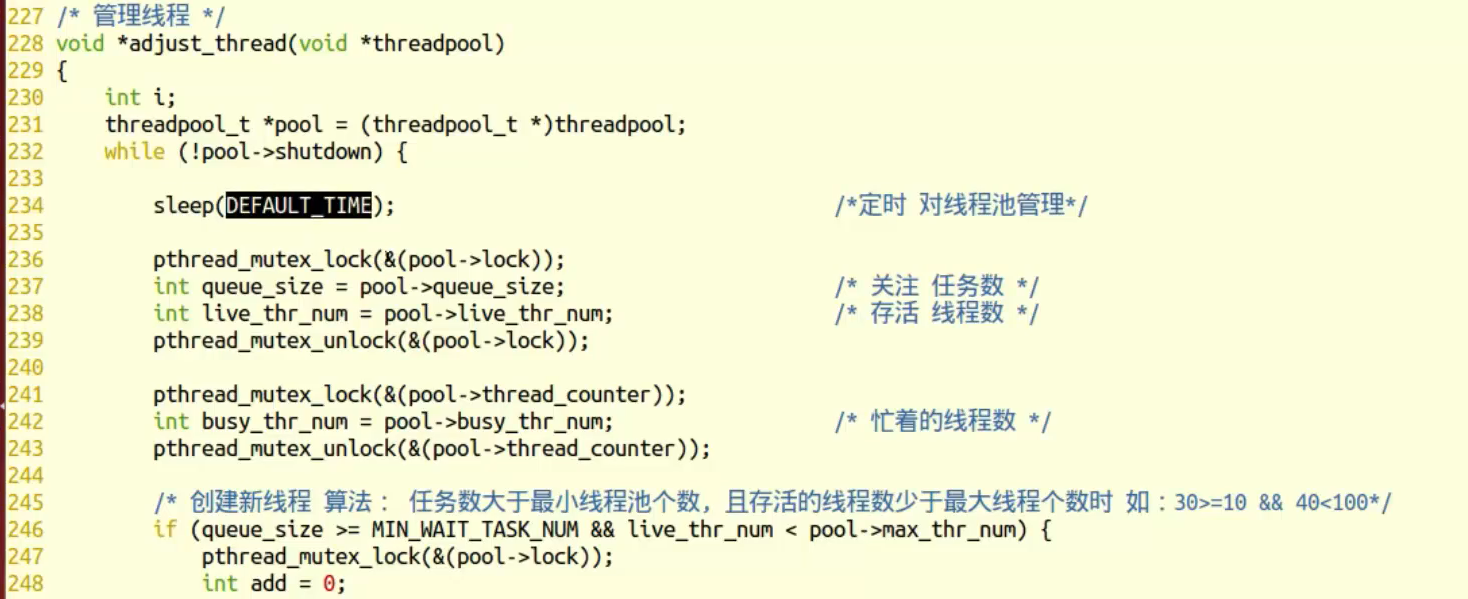 227 /* 管理线程 */
228 void *adjust_thread(void *threadpool)
229 {
230     int i;
231     threadpool_t *pool = (threadpool_t *)threadpool;
232     while (!pool->shutdown) {
233
234         sleep(DEFAULT_TIME);                                    /*定时 对线程池管理*/
235
236         pthread_mutex_lock(&(pool->lock));
237         int queue_size = pool->queue_size;                      /* 关注 任务数 */
238         int live_thr_num = pool->live_thr_num;                  /* 存活 线程数 */
239         pthread_mutex_unlock(&(pool->lock));
240
241         pthread_mutex_lock(&(pool->thread_counter));
242         int busy_thr_num = pool->busy_thr_num;                  /* 忙着的线程数 */
243         pthread_mutex_unlock(&(pool->thread_counter));
244
245         /* 创建新线程 算法： 任务数大于最小线程池个数, 且存活的线程数少于最大线程个数时 如：30>=10 && 40<100*/
246         if (queue_size >= MIN_WAIT_TASK_NUM && live_thr_num < pool->max_thr_num) {
247             pthread_mutex_lock(&(pool->lock));
248             int add = 0;